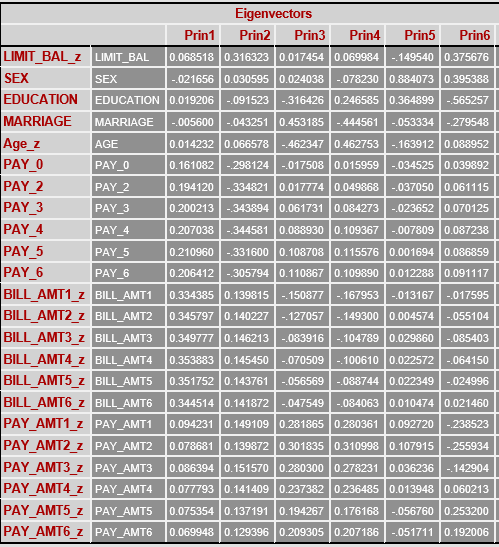 Eigenvectors
Prin1 Prin2 Prin3 Prin4 Prin5 Prin6
LIMIT_BAL_z LIMIT_BAL 0.068518 0.316323 0.017454 0.069984 -.149540 0.375676
SEX SEX -.021656 0.030595 0.024038 -.078230 0.884073 0.395388
EDUCATION EDUCATION 0.019206 -.091523 -.316426 0.246585 0.364899 -.565257
MARRIAGE MARRIAGE -.005600 -.043251 0.453185 -.444561 -.053334 -.279548
Age_z AGE 0.014232 0.066578 -.462347 0.462753 -.163912 0.088952
PAY_0 PAY_0 0.161082 -.298124 -.017508 0.015959 -.034525 0.039892
PAY_2 PAY_2 0.194120 -.334821 0.017774 0.049868 -.037050 0.061115
PAY_3 PAY_3 0.200213 -.343894 0.061731 0.084273 -.023652 0.070125
PAY_4 PAY_4 0.207038 -.344581 0.088930 0.109367 -.007809 0.087238
PAY_5 PAY_5 0.210960 -.331600 0.108708 0.115576 0.001694 0.086859
PAY_6 PAY_6 0.206412 -.305794 0.110867 0.109890 0.012288 0.091117
BILL_AMT1_z BILL_AMT1 0.334385 0.139815 -.150877 -.167953 -.013167 -.017595
BILL_AMT2_z BILL_AMT2 0.345797 0.140227 -.127057 -.149300 0.004574 -.055104
BILL_AMT3_z BILL_AMT3 0.349777 0.146213 -.083916 -.104789 0.029860 -.085403
BILL_AMT4_z BILL_AMT4 0.353883 0.145450 -.070509 -.100610 0.022572 -.064150
BILL_AMT5_z BILL_AMT5 0.351752 0.143761 -.056569 -.088744 0.022349 -.024996
BILL_AMT6_z BILL_AMT6 0.344514 0.141872 -.047549 -.084063 0.010474 0.021460
PAY_AMT1_z PAY_AMT1 0.094231 0.149109 0.281865 0.280361 0.092720 -.238523
PAY_AMT2_z PAY_AMT2 0.078681 0.139872 0.301835 0.310998 0.107915 -.255934
PAY_AMT3_z PAY_AMT3 0.086394 0.151570 0.280300 0.278231 0.036236 -.142904
PAY_AMT4_z PAY_AMT4 0.077793 0.141409 0.237382 0.236485 0.013948 0.060213
PAY_AMT5_z PAY_AMT5 0.075354 0.137191 0.194267 0.176168 -.056760 0.253200
PAY_AMT6_z PAY_AMT6 0.069948 0.129396 0.209305 0.207186 -.051711 0.192006